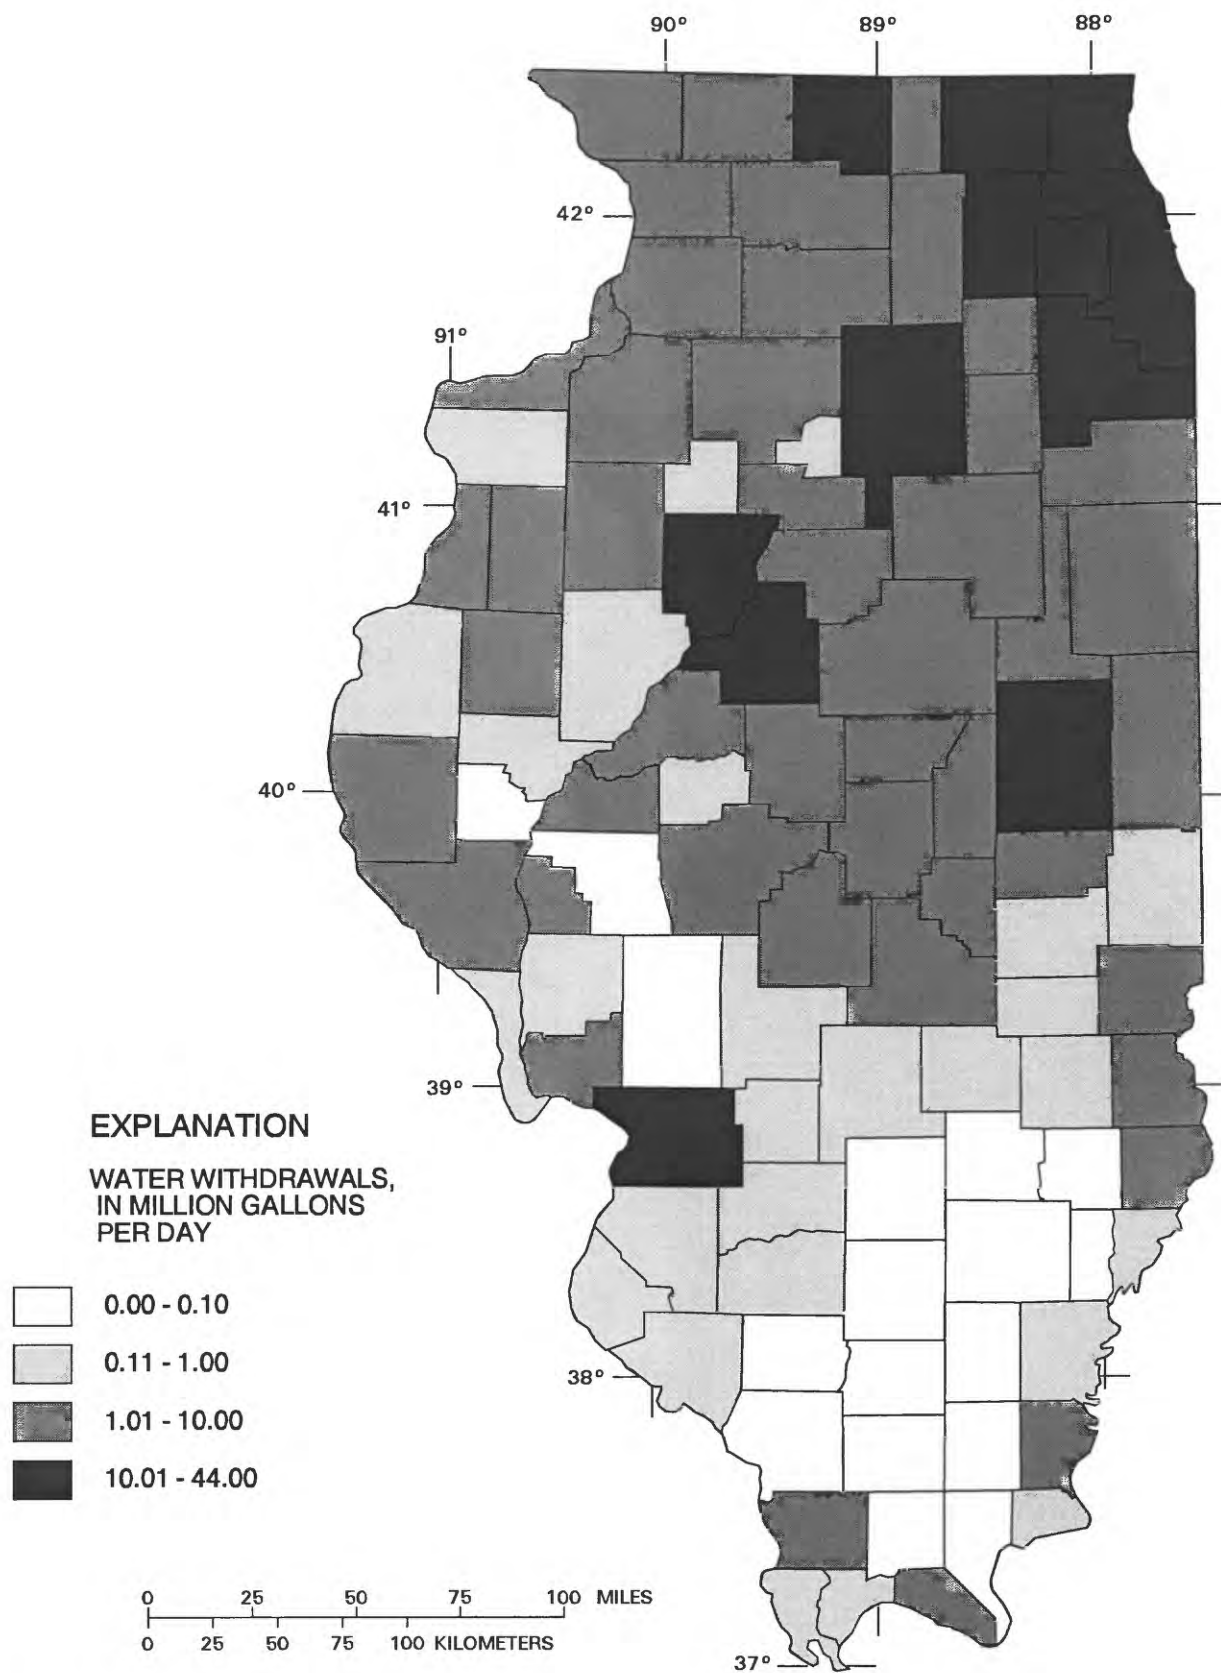 90° 89° 88°
42°
91°
41°
40°
39°
EXPLANATION
WATER WITHDRAWALS,
IN MILLION GALLONS
PER DAY
0.00 - 0.10
0.11 - 1.00
38°
1.01 - 10.00
10.01 - 44.00
0 25 50 75 100 MILES
0 25 50 75 100 KILOMETERS
37°